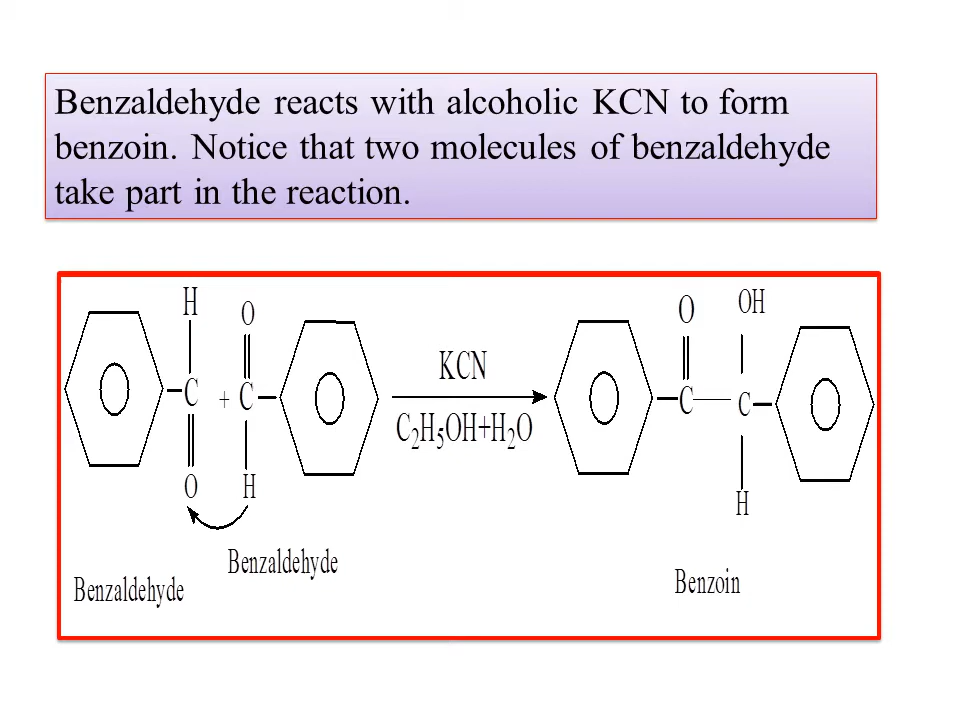 Benzaldehyde reacts with alcoholic KCN to form
benzoin. Notice that two molecules of benzaldehyde
take part in the reaction.
H O O OH
KCN
C + C C C
C₂H₅OH+H₂O
O H H
Benzaldehyde Benzaldehyde Benzoin